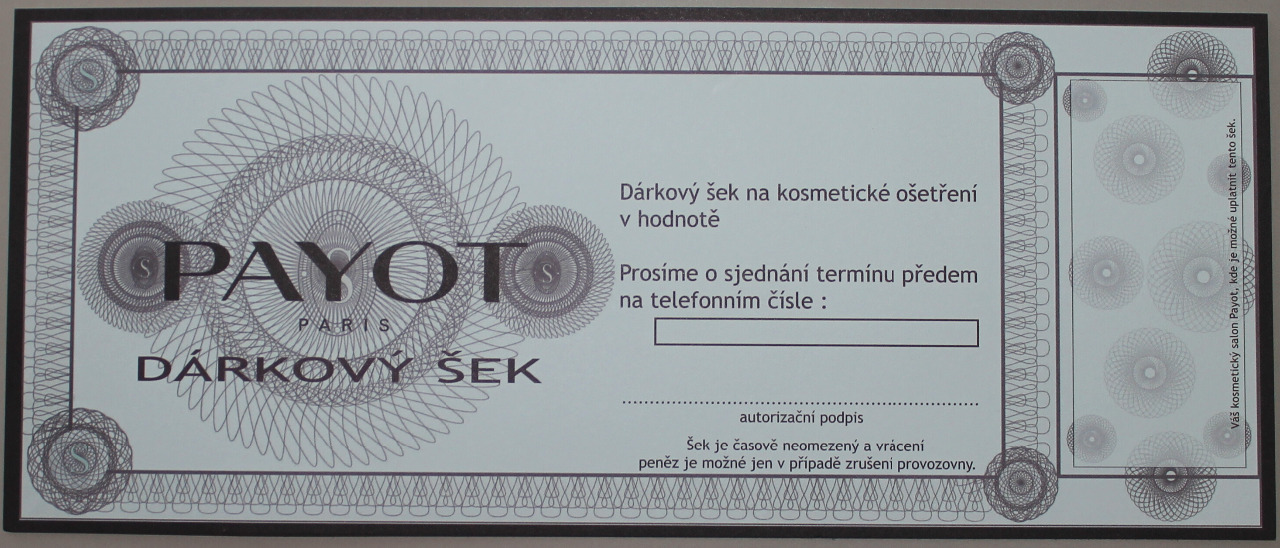 PAYOT
PARIS
DÁRKOVÝ ŠEK
Dárkový šek na kosmetické ošetření
v hodnotě
Prosíme o sjednání termínu předem
na telefonním čísle :
autorizační podpis
Šek je časově neomezený a vrácení
peněz je možné jen v případě zrušeni provozovny.
Váš kosmetický salon Payot, kde je možné uplatnit tento šek.